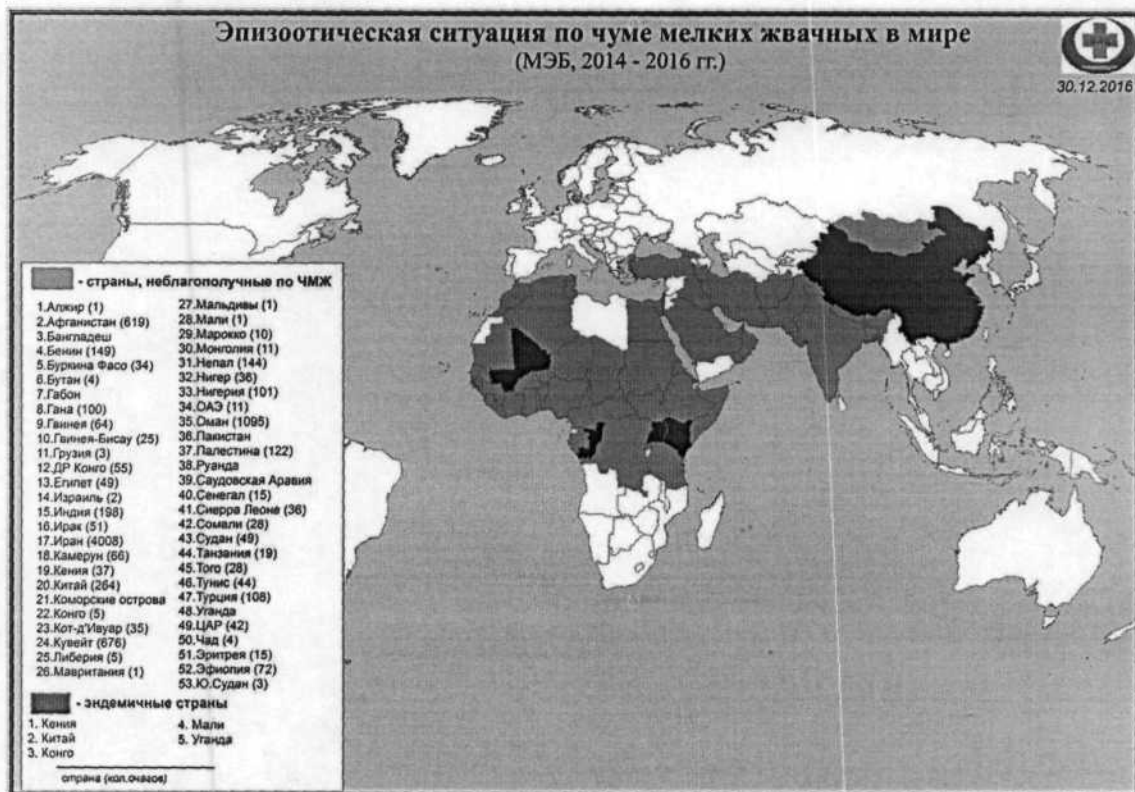 Эпизоотическая ситуация по чуме мелких жвачных в мире
(МЭБ, 2014 - 2016 гг.)
30.12.2016
- страны, неблагополучные по ЧМЖ
1.Алжир (1)
2.Афганистан (619)
3.Бангладеш
4.Бенин (149)
5.Буркина Фасо (34)
6.Бутан (4)
7.Габон
8.Гана (100)
9.Гвинея (64)
10.Гвинея-Бисау (25)
11.Грузия (3)
12.ДР Конго (55)
13.Египет (49)
14.Израиль (2)
15.Индия (198)
16.Ирак (51)
17.Иран (4008)
18.Камерун (66)
19.Кения (37)
20.Китай (264)
21.Коморские острова
22.Конго (5)
23.Кот-д'Ивуар (35)
24.Кувейт (676)
25.Либерия (5)
26.Мавритания (1)
27.Мальдивы (1)
28.Мали (1)
29.Марокко (10)
30.Монголия (11)
31.Непал (144)
32.Нигер (36)
33.Нигерия (101)
34.ОАЭ (11)
35.Оман (1095)
36.Пакистан
37.Палестина (122)
38.Руанда
39.Саудовская Аравия
40.Сенегал (15)
41.Сиерра Леоне (36)
42.Сомали (28)
43.Судан (49)
44.Танзания (19)
45.Того (28)
46.Тунис (44)
47.Турция (108)
48.Уганда
49.ЦАР (42)
50.Чад (4)
51.Эритрея (15)
52.Эфиопия (72)
53.Ю.Судан (3)
- эндемичные страны
1. Кения
2. Китай
3. Конго
4. Мали
5. Уганда
страна (кол.очагов)